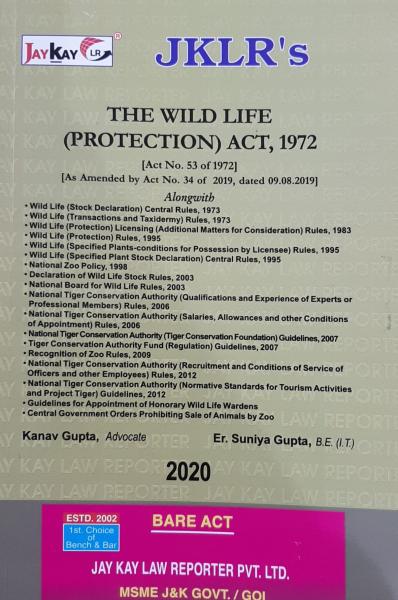 JAYKAY LR ®
JKLR's
THE WILD LIFE
(PROTECTION) ACT, 1972
[Act No. 53 of 1972]
[As Amended by Act No. 34 of 2019, dated 09.08.2019]
Alongwith
• Wild Life (Stock Declaration) Central Rules, 1973
• Wild Life (Transactions and Taxidermy) Rules, 1973
• Wild Life (Protection) Licensing (Additional Matters for Consideration) Rules, 1983
• Wild Life (Protection) Rules, 1995
• Wild Life (Specified Plants-conditions for Possession by Licensee) Rules, 1995
• Wild Life (Specified Plant Stock Declaration) Central Rules, 1995
• National Zoo Policy, 1998
• Declaration of Wild Life Stock Rules, 2003
• National Board for Wild Life Rules, 2003
• National Tiger Conservation Authority (Qualifications and Experience of Experts or
Professional Members) Rules, 2006
• National Tiger Conservation Authority (Salaries, Allowances and other Conditions
of Appointment) Rules, 2006
• National Tiger Conservation Authority (Tiger Conservation Foundation) Guidelines, 2007
• Tiger Conservation Authority Fund (Regulation) Guidelines, 2007
• Recognition of Zoo Rules, 2009
• National Tiger Conservation Authority (Recruitment and Conditions of Service of
Officers and other Employees) Rules, 2012
• National Tiger Conservation Authority (Normative Standards for Tourism Activities
and Project Tiger) Guidelines, 2012
• Guidelines for Appointment of Honorary Wild Life Wardens
• Central Government Orders Prohibiting Sale of Animals by Zoo
Kanav Gupta, Advocate
Er. Suniya Gupta, B.E. (I.T.)
2020
ESTD. 2002
1st. Choice
of
Bench & Bar
BARE ACT
JAY KAY LAW REPORTER PVT. LTD.
MSME J&K GOVT. / GOI